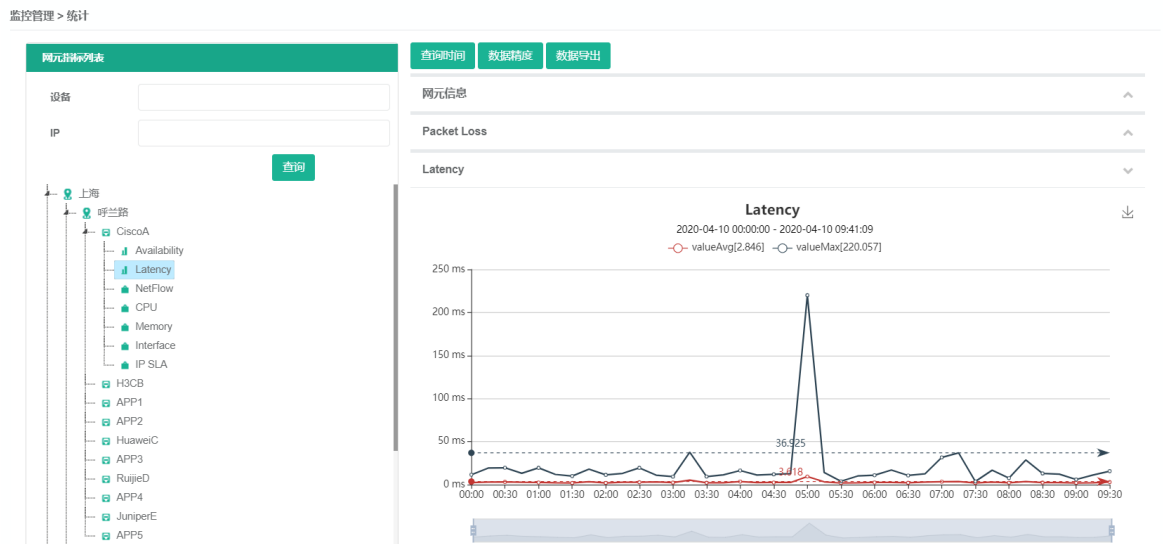 监控管理 > 统计
网元指标列表
设备
IP
查询
上海
呼兰路
CiscoA
Availability
Latency
NetFlow
CPU
Memory
Interface
IP SLA
H3CB
APP1
APP2
HuaweiC
APP3
RuijieD
APP4
JuniperE
APP5
查询时间 数据精度 数据导出
网元信息
Packet Loss
Latency
Latency
2020-04-10 00:00:00 - 2020-04-10 09:41:09
valueAvg[2.846] valueMax[220.057]
250 ms
200 ms
150 ms
100 ms
50 ms
36.925
3.618
0 ms
00:00 00:30 01:00 01:30 02:00 02:30 03:00 03:30 04:00 04:30 05:00 05:30 06:00 06:30 07:00 07:30 08:00 08:30 09:00 09:30